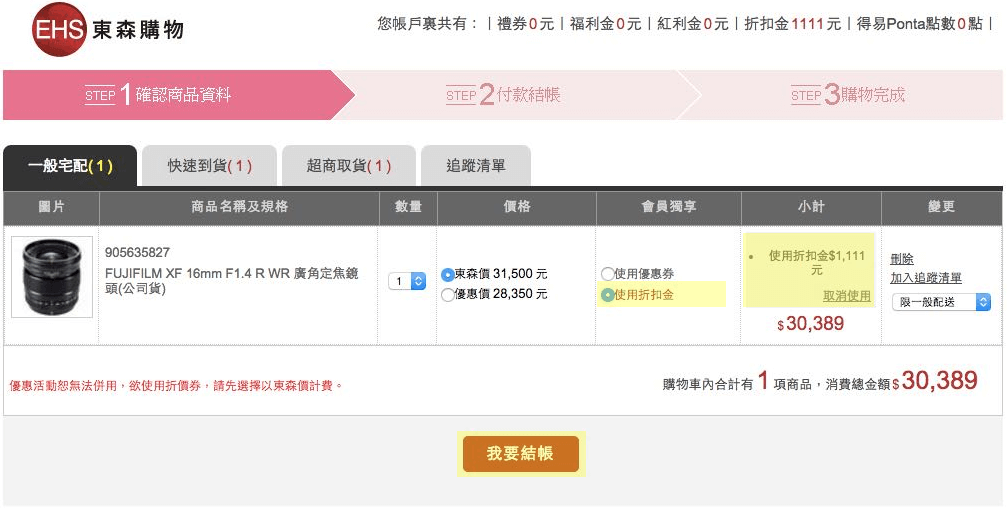 EHS 東森購物
您帳戶裏共有：｜禮券0元｜福利金0元｜紅利金0元｜折扣金1111元｜得易Ponta點數0點｜
STEP 1 確認商品資料
STEP 2 付款結帳
STEP 3 購物完成
一般宅配(1)
快速到貨(1)
超商取貨(1)
追蹤清單
圖片
商品名稱及規格
數量
價格
會員獨享
小計
變更
905635827
FUJIFILM XF 16mm F1.4 R WR 廣角定焦鏡
頭(公司貨)
1
東森價 31,500 元
優惠價 28,350 元
使用優惠券
使用折扣金
• 使用折扣金$1,111
元
取消使用
$30,389
刪除
加入追蹤清單
限一般配送
優惠活動恕無法併用，欲使用折價券，請先選擇以東森價計費。
購物車內合計有 1 項商品，消費總金額$30,389
我要結帳